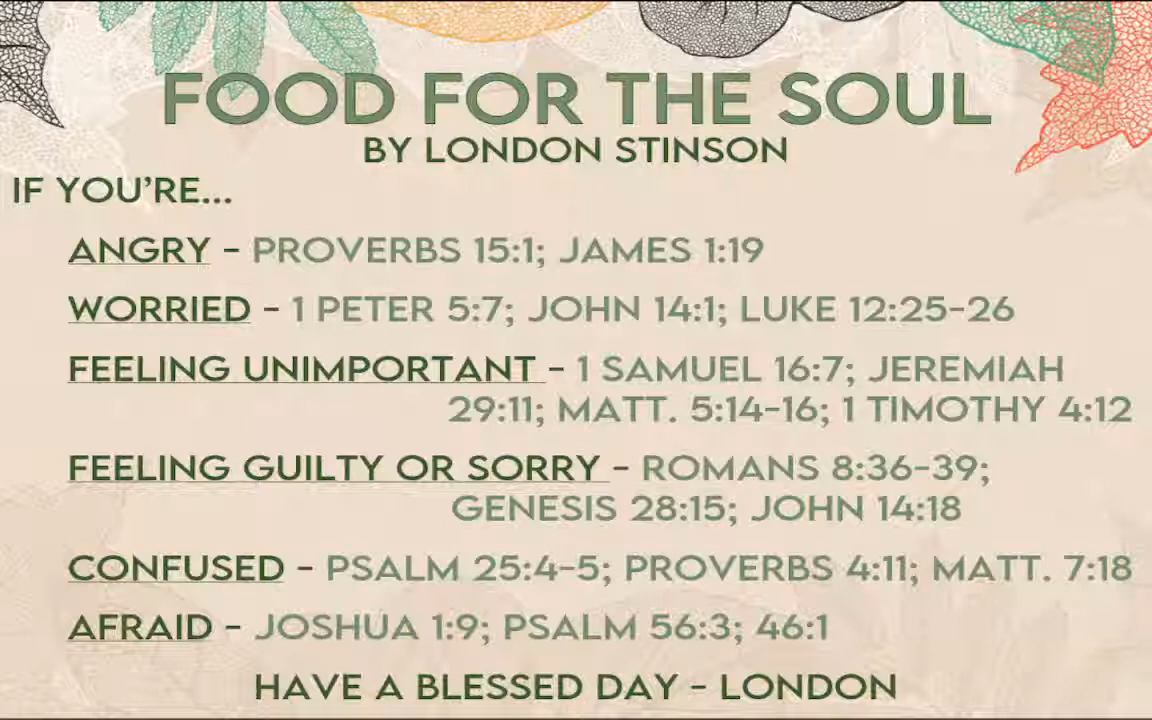 FOOD FOR THE SOUL
BY LONDON STINSON
IF YOU'RE...
ANGRY - PROVERBS 15:1; JAMES 1:19
WORRIED - 1 PETER 5:7; JOHN 14:1; LUKE 12:25-26
FEELING UNIMPORTANT - 1 SAMUEL 16:7; JEREMIAH
29:11; MATT. 5:14-16; 1 TIMOTHY 4:12
FEELING GUILTY OR SORRY - ROMANS 8:36-39;
GENESIS 28:15; JOHN 14:18
CONFUSED - PSALM 25:4-5; PROVERBS 4:11; MATT. 7:18
AFRAID - JOSHUA 1:9; PSALM 56:3; 46:1
HAVE A BLESSED DAY - LONDON